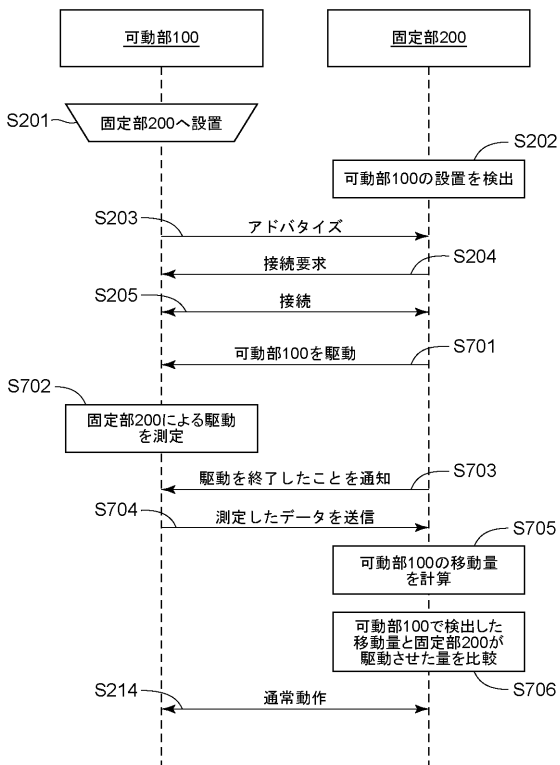 可動部100
固定部200
S201
固定部200へ設置
S202
可動部100の設置を検出
S203
アドバタイズ
S204
接続要求
S205
接続
S701
可動部100を駆動
S702
固定部200による駆動
を測定
S703
駆動を終了したことを通知
S704
測定したデータを送信
S705
可動部100の移動量
を計算
可動部100で検出した
移動量と固定部200が
駆動させた量を比較
S706
S214
通常動作